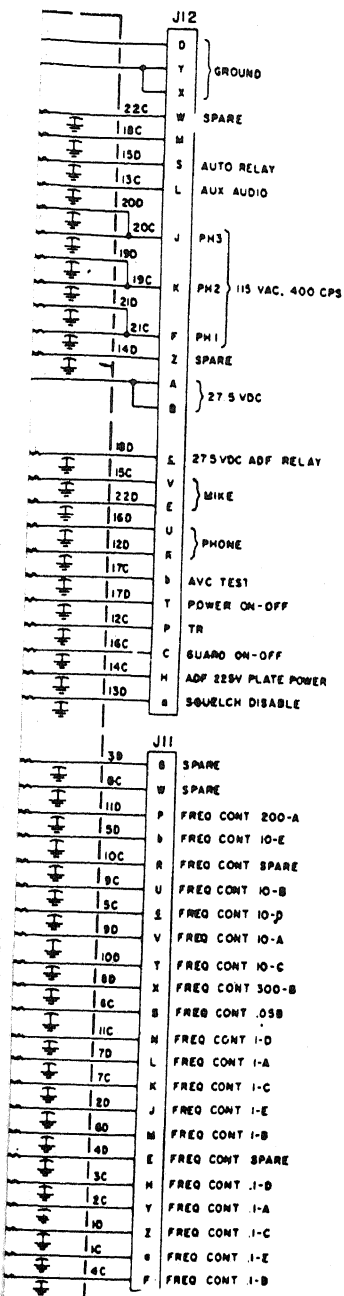 J12
D
Y
X
GROUND
22C W SPARE
18C M
15D S AUTO RELAY
13C L AUX AUDIO
20D
20C J PH3
19D
19C K PH2 115 VAC, 400 CPS
21D
21C F PH1
14D Z SPARE
A
B
27.5 VDC
18D c 27.5VDC ADF RELAY
15C V
22D E
MIKE
16D U
12D
PHONE
17C b AVC TEST
17D T POWER ON-OFF
12C P TR
16C C GUARD ON-OFF
14C H ADF 225V PLATE POWER
13D a SQUELCH DISABLE
J11
3D G SPARE
8C W SPARE
11D P FREQ CONT 200-A
5D b FREQ CONT 10-E
10C R FREQ CONT SPARE
9C U FREQ CONT 10-B
5C FREQ CONT 10-D
9D V FREQ CONT 10-A
10D T FREQ CONT 10-C
8D X FREQ CONT 300-B
6C S FREQ CONT .05B
11C N FREQ CONT 1-D
7D L FREQ CONT 1-A
7C K FREQ CONT 1-C
2D J FREQ CONT 1-E
6D M FREQ CONT 1-B
4D E FREQ CONT SPARE
3C H FREQ CONT .1-D
2C Y FREQ CONT .1-A
1D Z FREQ CONT .1-C
1C a FREQ CONT .1-E
4C F FREQ CONT .1-B